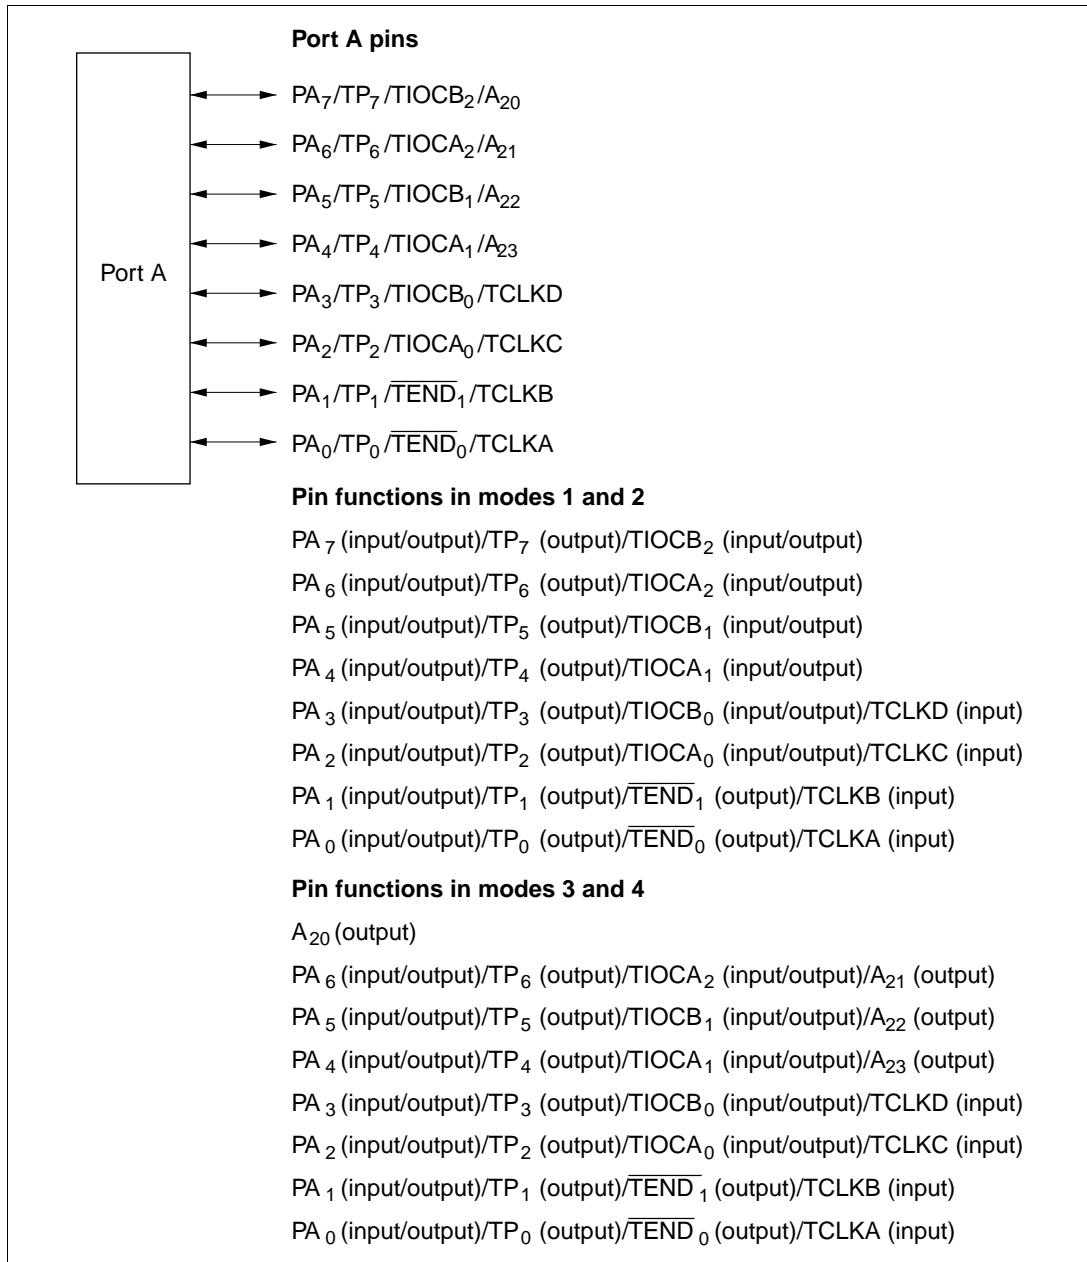 Port A pins
PA₇/TP₇/TIOCB₂/A₂₀
PA₆/TP₆/TIOCA₂/A₂₁
PA₅/TP₅/TIOCB₁/A₂₂
PA₄/TP₄/TIOCA₁/A₂₃
Port A
PA₃/TP₃/TIOCB₀/TCLKD
PA₂/TP₂/TIOCA₀/TCLKC
PA₁/TP₁/T̅E̅N̅D̅₁/TCLKB
PA₀/TP₀/T̅E̅N̅D̅₀/TCLKA
Pin functions in modes 1 and 2
PA₇ (input/output)/TP₇ (output)/TIOCB₂ (input/output)
PA₆ (input/output)/TP₆ (output)/TIOCA₂ (input/output)
PA₅ (input/output)/TP₅ (output)/TIOCB₁ (input/output)
PA₄ (input/output)/TP₄ (output)/TIOCA₁ (input/output)
PA₃ (input/output)/TP₃ (output)/TIOCB₀ (input/output)/TCLKD (input)
PA₂ (input/output)/TP₂ (output)/TIOCA₀ (input/output)/TCLKC (input)
PA₁ (input/output)/TP₁ (output)/T̅E̅N̅D̅₁ (output)/TCLKB (input)
PA₀ (input/output)/TP₀ (output)/T̅E̅N̅D̅₀ (output)/TCLKA (input)
Pin functions in modes 3 and 4
A₂₀ (output)
PA₆ (input/output)/TP₆ (output)/TIOCA₂ (input/output)/A₂₁ (output)
PA₅ (input/output)/TP₅ (output)/TIOCB₁ (input/output)/A₂₂ (output)
PA₄ (input/output)/TP₄ (output)/TIOCA₁ (input/output)/A₂₃ (output)
PA₃ (input/output)/TP₃ (output)/TIOCB₀ (input/output)/TCLKD (input)
PA₂ (input/output)/TP₂ (output)/TIOCA₀ (input/output)/TCLKC (input)
PA₁ (input/output)/TP₁ (output)/T̅E̅N̅D̅₁ (output)/TCLKB (input)
PA₀ (input/output)/TP₀ (output)/T̅E̅N̅D̅₀ (output)/TCLKA (input)